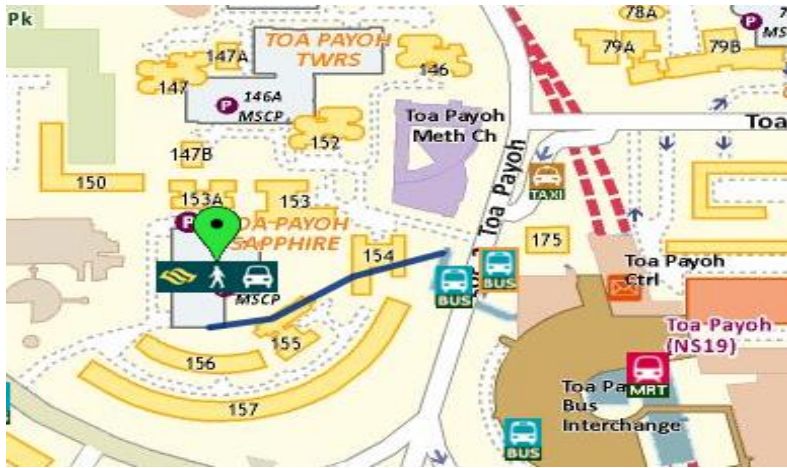 Pk
78A
147A
TOA PAYOH
TWRS
146
79A
79B
MS
147
P
146A
MSCP
Toa Payoh
Meth Ch
Toa
152
147B
150
TAXI
153A
153
P
TOA PAYOH
SAPPHIRE
Toa Payoh
154
175
Toa Payoh
Ctrl
BUS
BUS
MSCP
155
156
157
Toa Payoh
(NS19)
MRT
Toa Pa
Bus
Interchange
BUS